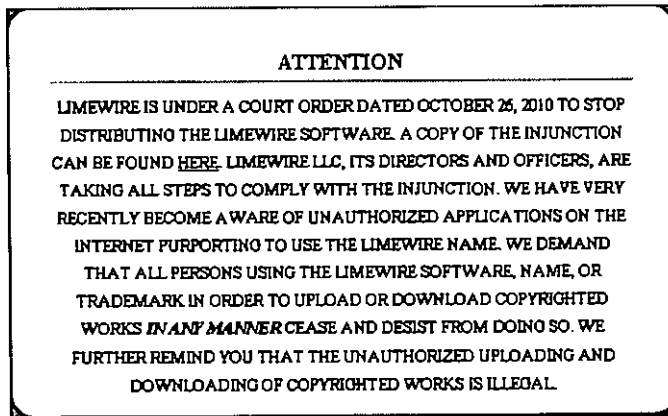 ATTENTION
LIMEWIRE IS UNDER A COURT ORDER DATED OCTOBER 26, 2010 TO STOP
DISTRIBUTING THE LIMEWIRE SOFTWARE. A COPY OF THE INJUNCTION
CAN BE FOUND HERE. LIMEWIRE LLC, ITS DIRECTORS AND OFFICERS, ARE
TAKING ALL STEPS TO COMPLY WITH THE INJUNCTION. WE HAVE VERY
RECENTLY BECOME AWARE OF UNAUTHORIZED APPLICATIONS ON THE
INTERNET PURPORTING TO USE THE LIMEWIRE NAME. WE DEMAND
THAT ALL PERSONS USING THE LIMEWIRE SOFTWARE, NAME, OR
TRADEMARK IN ORDER TO UPLOAD OR DOWNLOAD COPYRIGHTED
WORKS IN ANY MANNER CEASE AND DESIST FROM DOING SO. WE
FURTHER REMIND YOU THAT THE UNAUTHORIZED UPLOADING AND
DOWNLOADING OF COPYRIGHTED WORKS IS ILLEGAL.